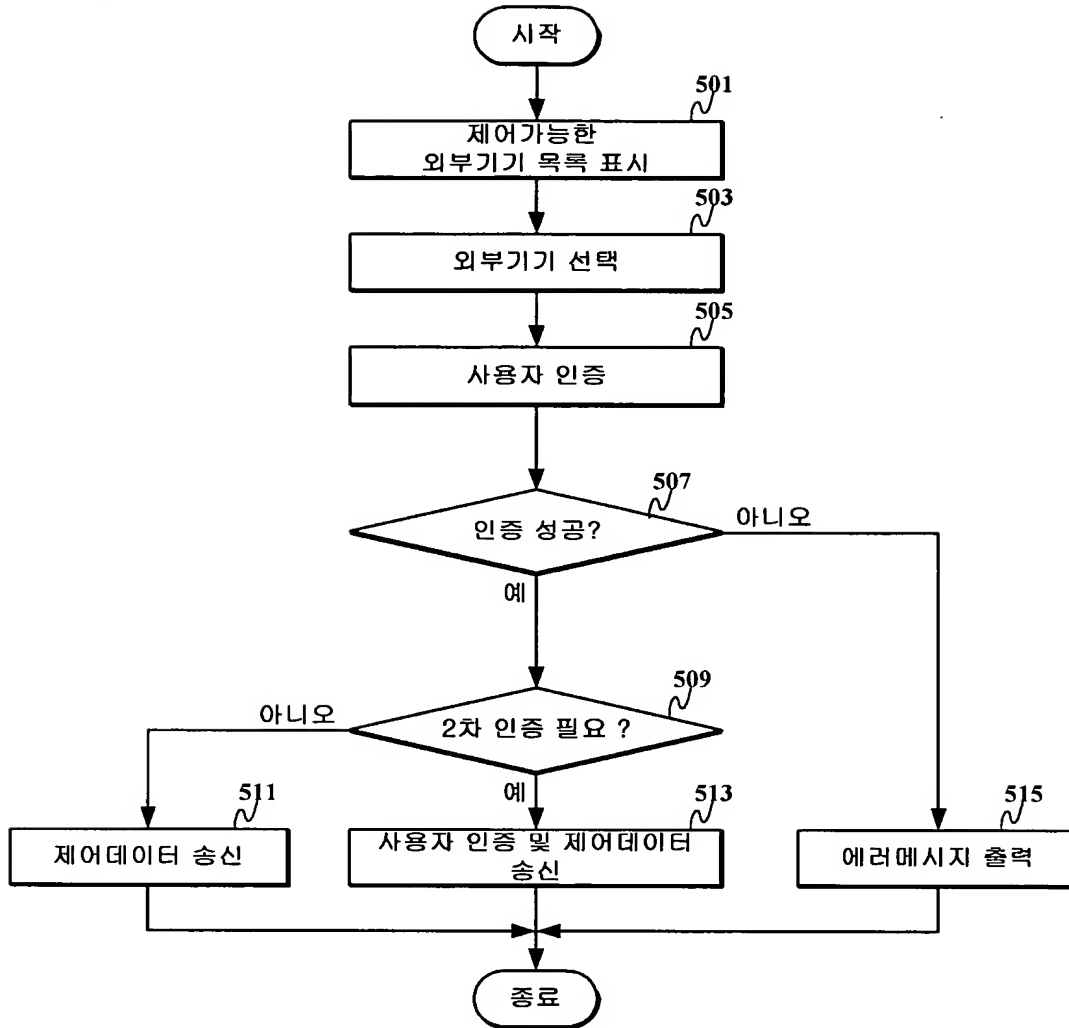 시작
501
제어가능한
외부기기 목록 표시
503
외부기기 선택
505
사용자 인증
507
인증 성공?
아니오
예
509
아니오
2차 인증 필요 ?
예
511
제어데이터 송신
513
사용자 인증 및 제어데이터
송신
515
에러메시지 출력
종료